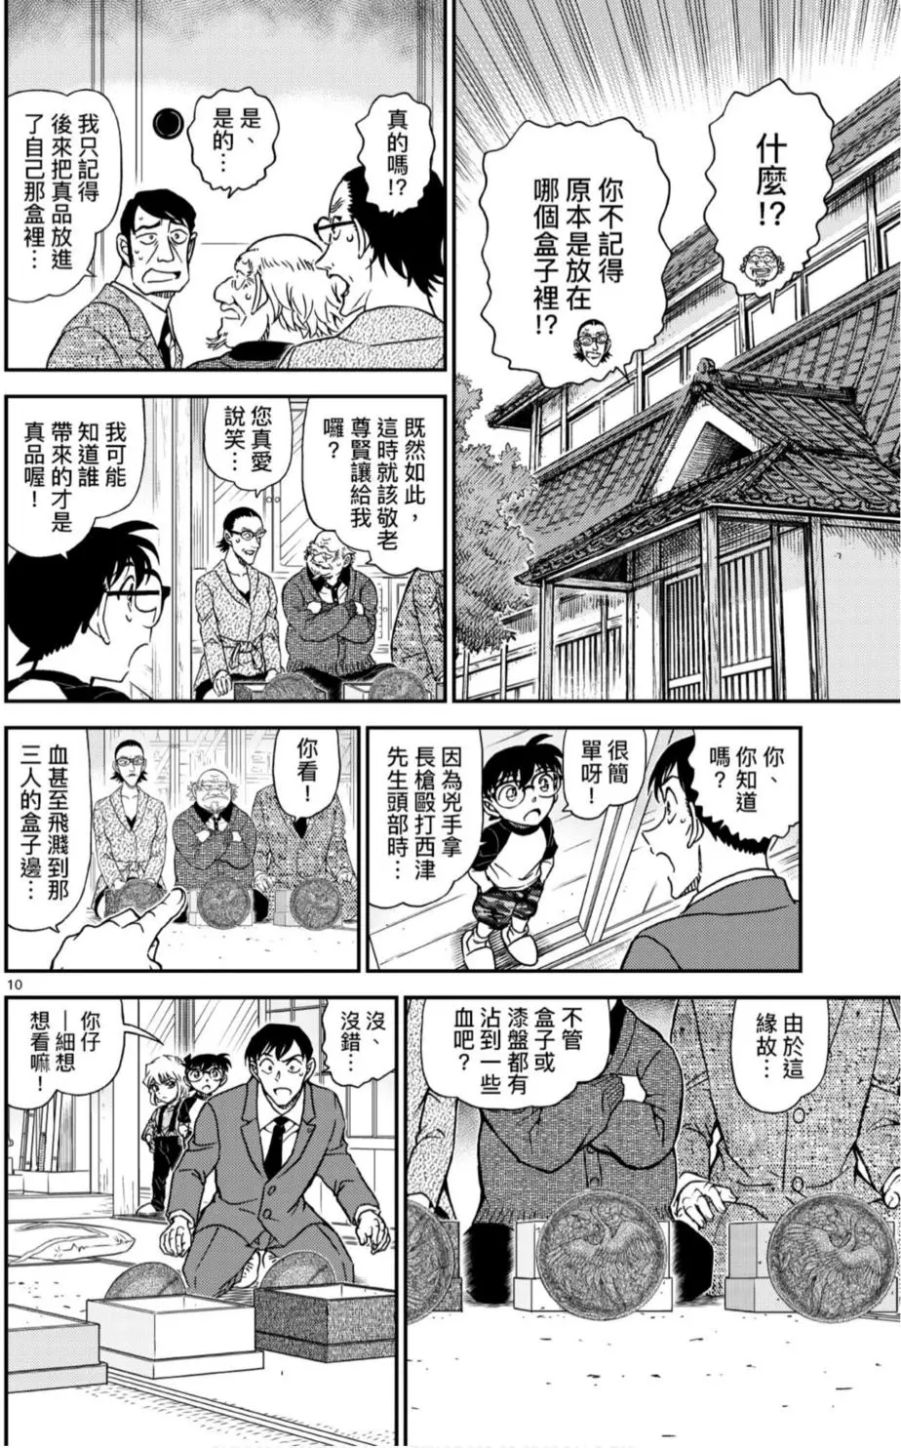 什麼!?
你不記得
原本是放在
哪個盒子裡!?
真的嗎!?
是、
是的…
我只記得
後來把真品放進
了自己那盒裡…
既然如此，
這時就該敬老
尊賢讓給我
囉？
您真愛
說笑…
我可能
知道誰
帶來的才是
真品喔！
你、
你知道
嗎？
很簡
單呀！
因為兇手拿
長槍毆打西津
先生頭部時…
你看！
血甚至飛濺到那
三人的盒子邊…
10
由於這
緣故…
不管
盒子或
漆盤都有
沾到一些
血吧？
沒、
沒錯…
你仔
—細想
想看嘛！